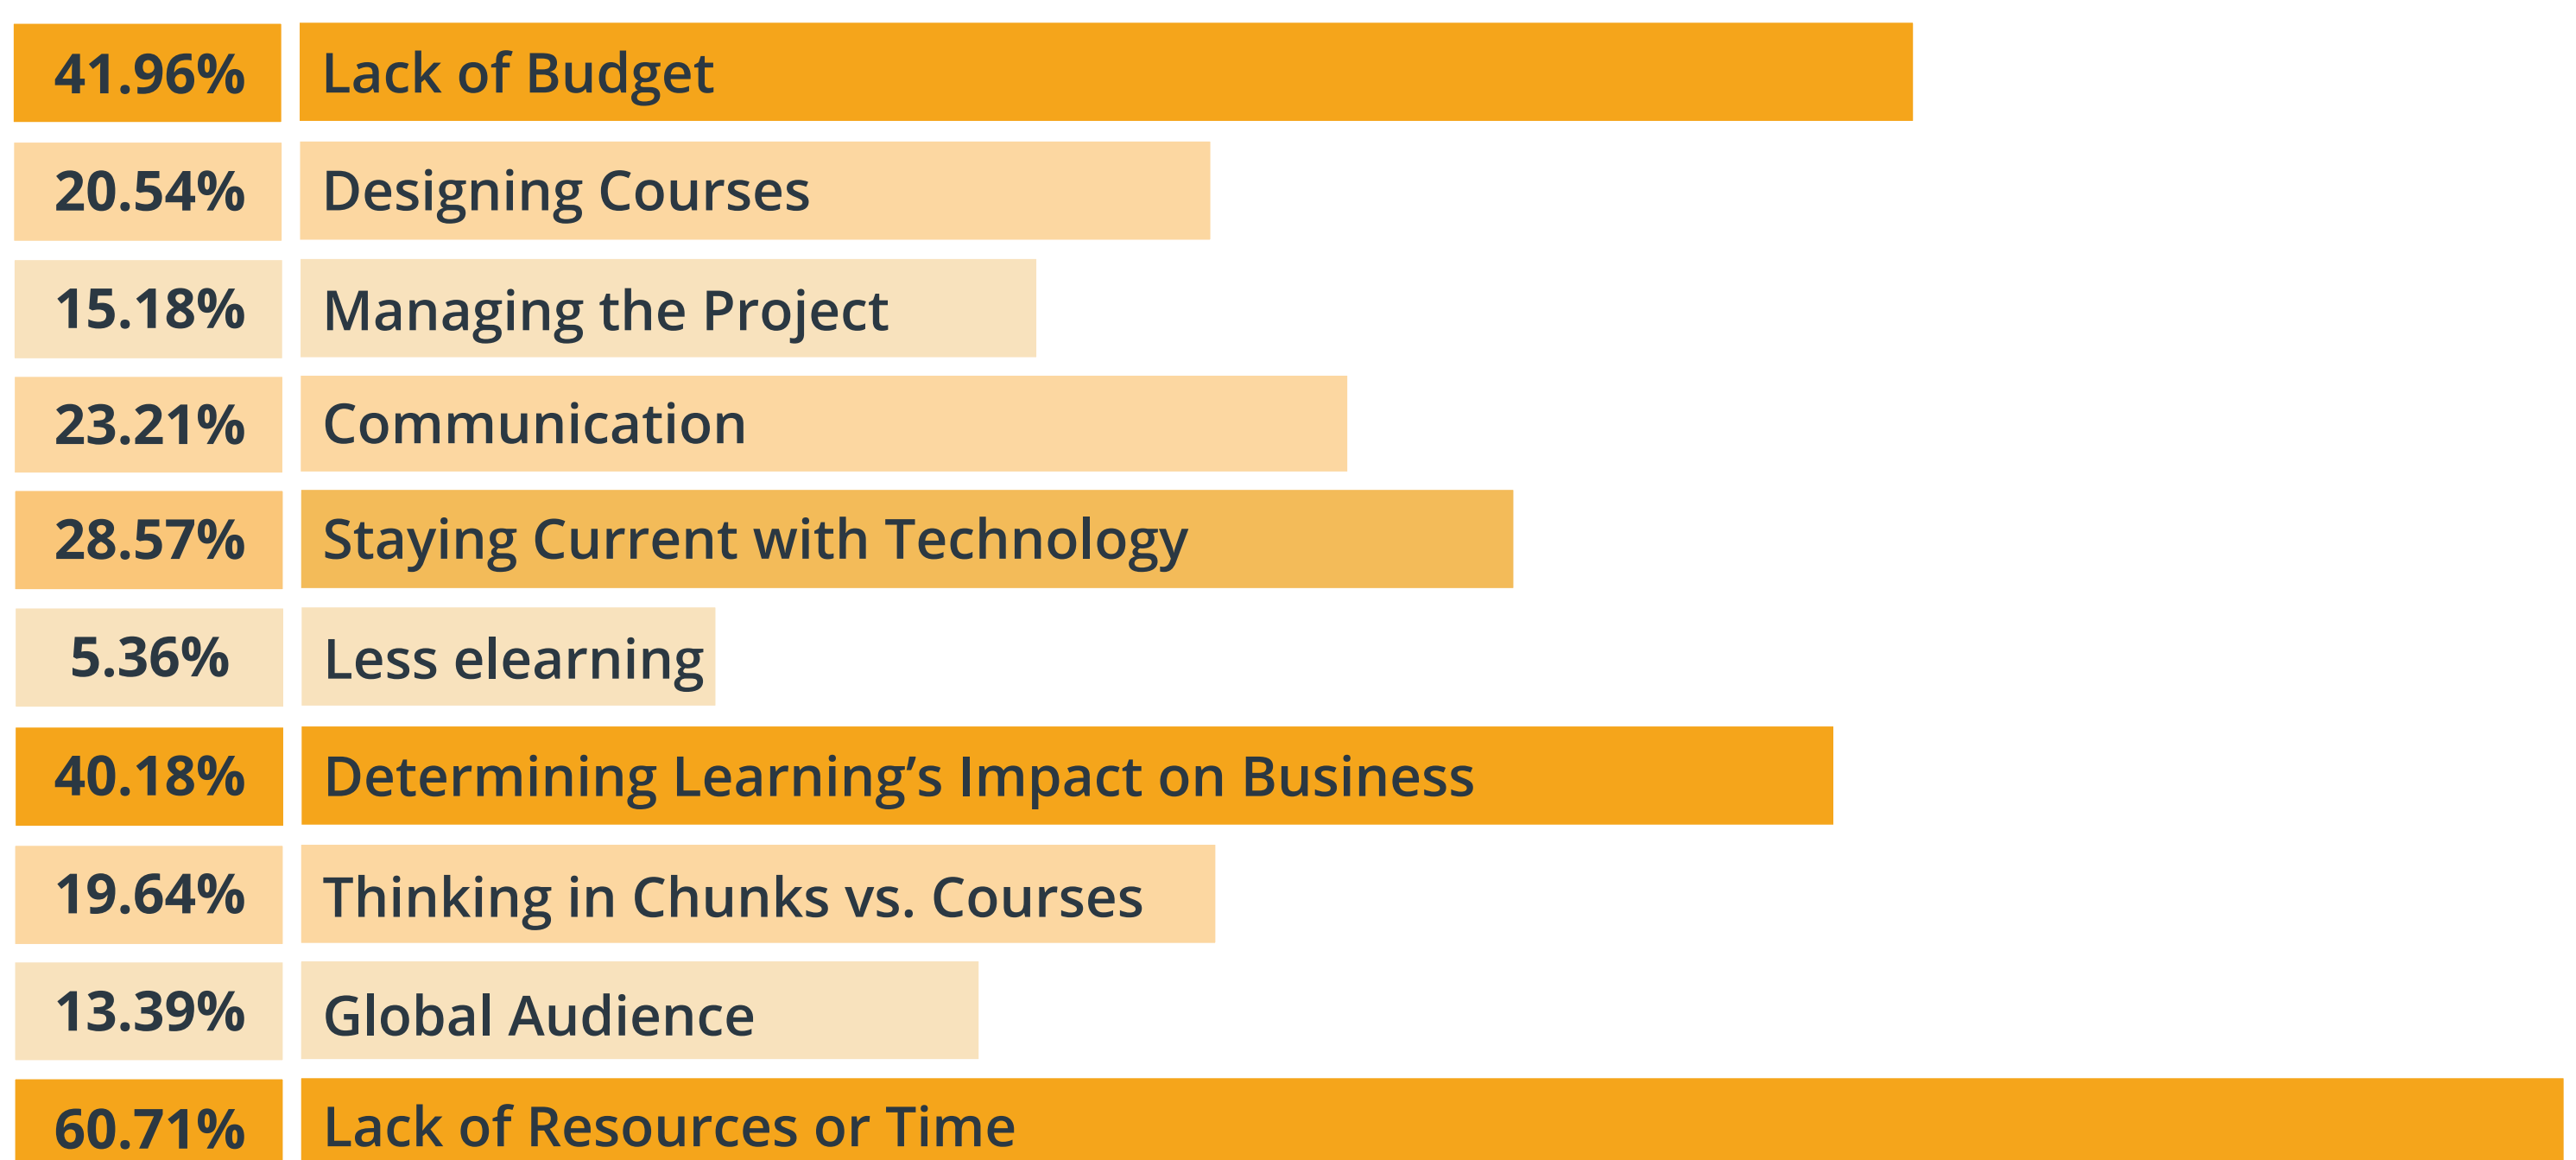 41.96% Lack of Budget
20.54% Designing Courses
15.18% Managing the Project
23.21% Communication
28.57% Staying Current with Technology
5.36% Less elearning
40.18% Determining Learning’s Impact on Business
19.64% Thinking in Chunks vs. Courses
13.39% Global Audience
60.71% Lack of Resources or Time